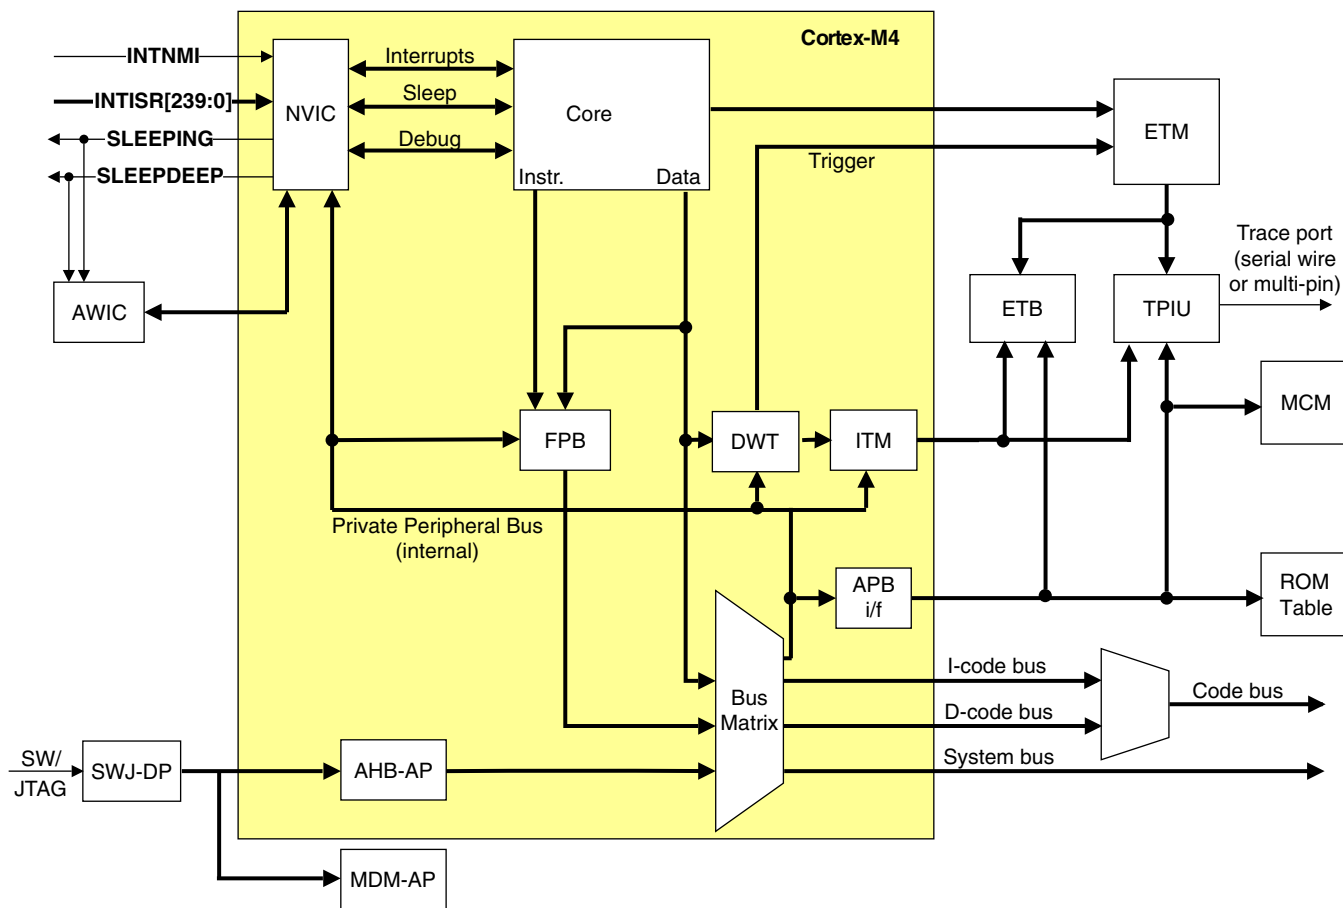 Cortex-M4
INTNMI
INTISR[239:0]
SLEEPING
SLEEPDEEP
NVIC
Interrupts
Sleep
Debug
Core
Instr.
Data
ETM
Trigger
Trace port
(serial wire
or multi-pin)
AWIC
ETB
TPIU
MCM
FPB
DWT
ITM
Private Peripheral Bus
(internal)
APB
i/f
ROM
Table
Bus
Matrix
I-code bus
D-code bus
Code bus
System bus
SW/
JTAG
SWJ-DP
AHB-AP
MDM-AP